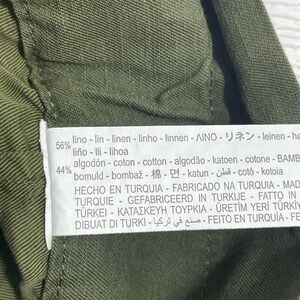 56% lino - lin - linen - linho - linnen - ΛΙΝΟ - リネン - leinen - ha
liño - lli - lihoa
44% algodón - coton - cotton - algodão - katoen - cotone - BAMB
bomuld - bombaž - 棉 - 면 - katun - قطن - cotó - kotoia
HECHO EN TURQUIA - FABRICADO NA TURQUIA - MAD
TURQUIE - GEFABRICEERD IN TURKIJE - FATTO IN
TÜRKEI - ΚΑΤΑΣΚΕΥΗ ΤΟΥΡΚΙΑ - ÜRETİM YERİ TÜRKİ
DIBUAT DI TURKI - صنع في تركيا - FEITO EN TURQUÍA - FET